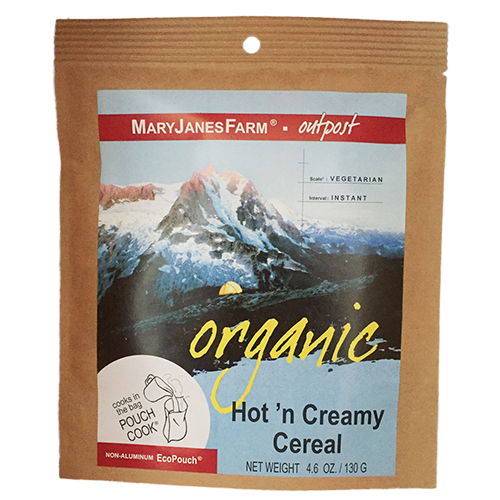 MARYJANESFARM® - outpost
Scale°: VEGETARIAN
Interval: INSTANT
organic
cooks in
the bag
POUCH
COOK®
Hot 'n Creamy
Cereal
NON-ALUMINUM EcoPouch®
NET WEIGHT 4.6 OZ. / 130 G